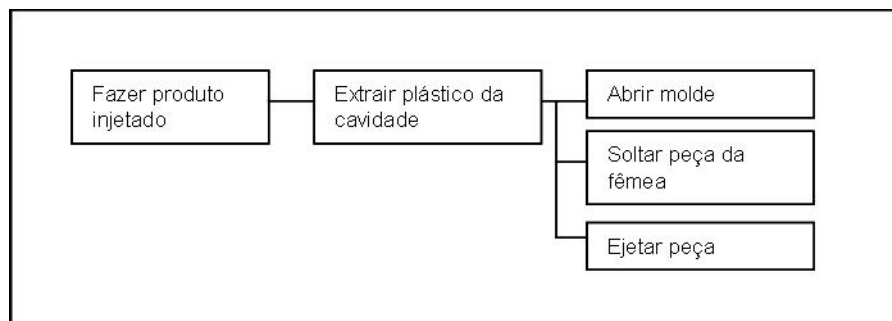 Fazer produto
injetado
Extrair plástico da
cavidade
Abrir molde
Soltar peça da
fêmea
Ejetar peça